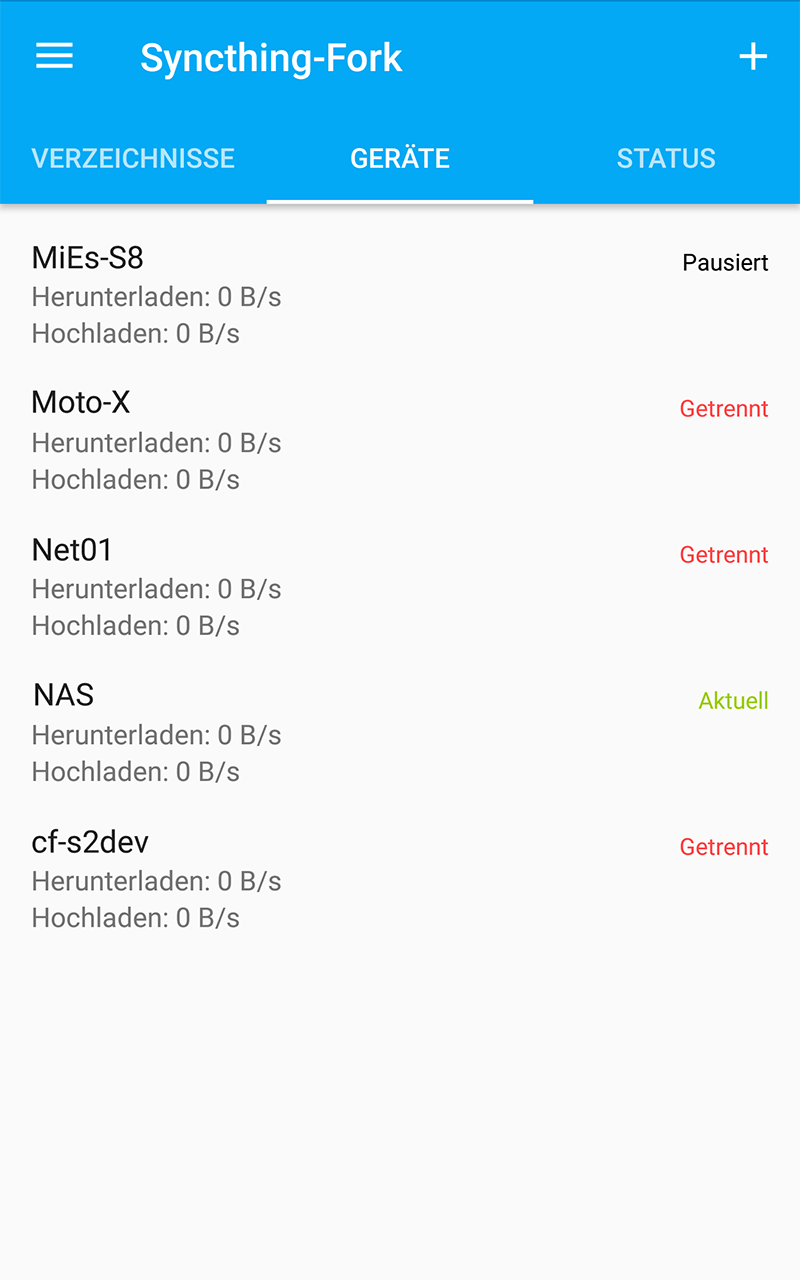 Syncthing-Fork
VERZEICHNISSE GERÄTE STATUS
MiEs-S8 Pausiert
Herunterladen: 0 B/s
Hochladen: 0 B/s
Moto-X Getrennt
Herunterladen: 0 B/s
Hochladen: 0 B/s
Net01 Getrennt
Herunterladen: 0 B/s
Hochladen: 0 B/s
NAS Aktuell
Herunterladen: 0 B/s
Hochladen: 0 B/s
cf-s2dev Getrennt
Herunterladen: 0 B/s
Hochladen: 0 B/s